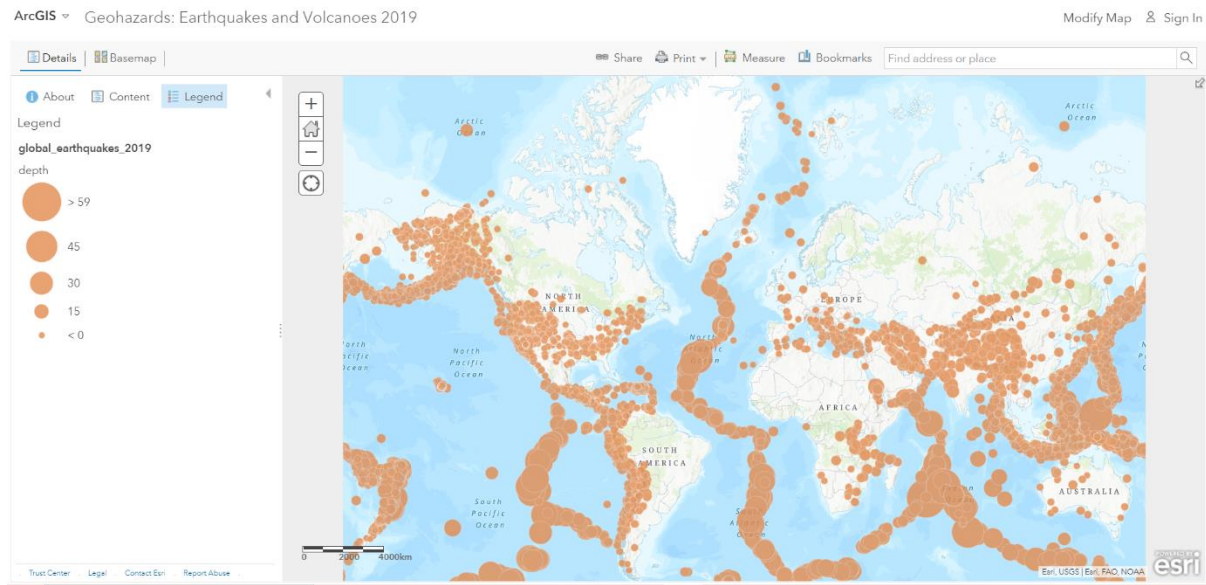 ArcGIS Geohazards: Earthquakes and Volcanoes 2019
Modify Map Sign In
Details Basemap
Share Print Measure Bookmarks Find address or place
About Content Legend
Legend
global_earthquakes_2019
depth
> 59
45
30
15
< 0
Trust Center Legal Contact Esri Report Abuse
Arctic
Ocean
Arctic
Ocean
NORTH
AMERICA
EUROPE
North
Pacific
Ocean
North
AFRICA
SOUTH
AMERICA
AUSTRALIA
South
Pacific
Ocean
0 2000 4000km
Esri, USGS | Esri, FAO, NOAA
POWERED BY
esri